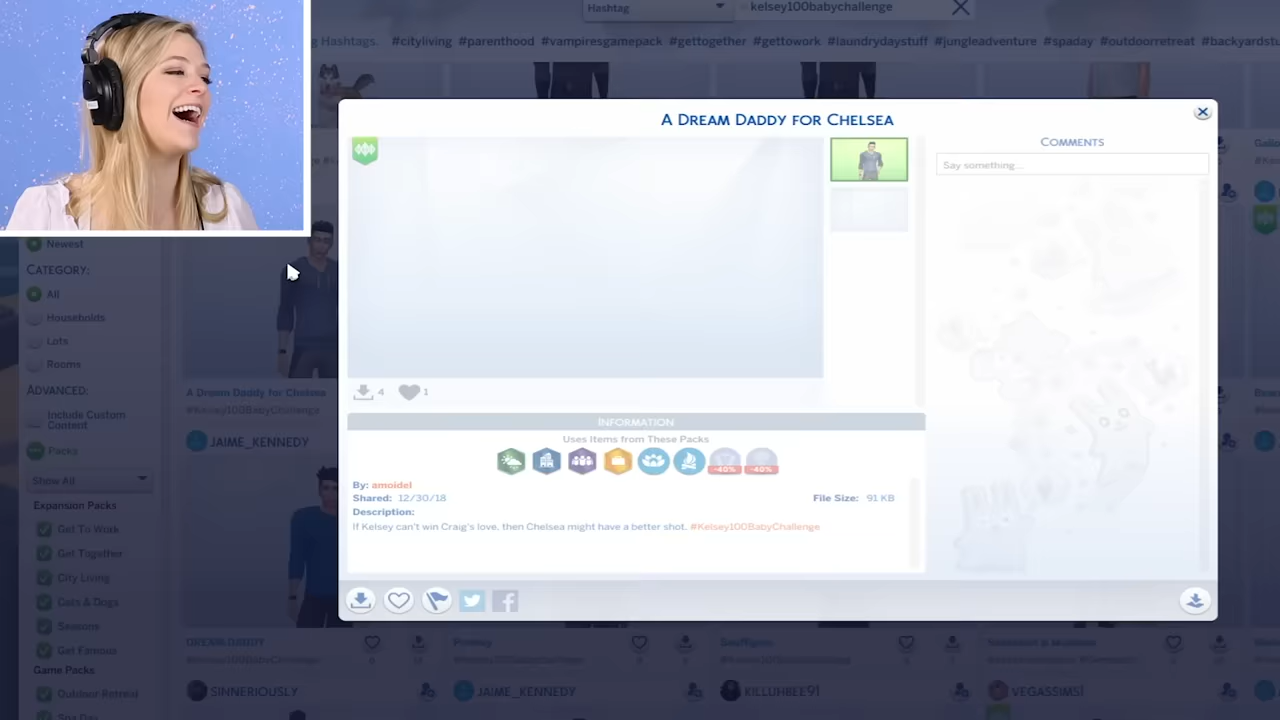 Hashtag
kelsey100babychallenge
g Hashtags. #cityliving #parenthood #vampiresgamepack #gettogether #gettowork #laundrydaystuff #jungleadventure #spaday #outdoorretreat #backyardstu
A Dream Daddy for Chelsea
Comments
Say something...
Newest
Category:
All
Households
Lots
Rooms
Advanced:
Include Custom
Content
Packs
Show All
Expansion Packs
Get To Work
Get Together
City Living
Cats & Dogs
Seasons
Get Famous
Game Packs
Outdoor Retreat
Spa Day
A Dream Daddy for Chelsea
#Kelsey100BabyChallenge
JAIME_KENNEDY
4
1
Information
Uses Items from These Packs
-40%
-40%
By: amoidel
Shared: 12/30/18
File Size: 91 KB
Description:
If Kelsey can't win Craig's love, then Chelsea might have a better shot. #Kelsey100BabyChallenge
DREAM DADDY
#Kelsey100BabyChallenge
SINNERIOUSLY
JAIME_KENNEDY
KILLUHBEE91
VEGASSIMS1